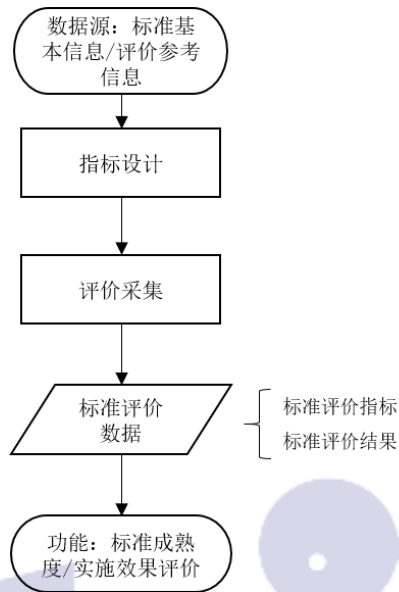 数据源：标准基
本信息/评价参考
信息
指标设计
评价采集
标准评价
数据
标准评价指标
标准评价结果
功能：标准成熟
度/实施效果评价